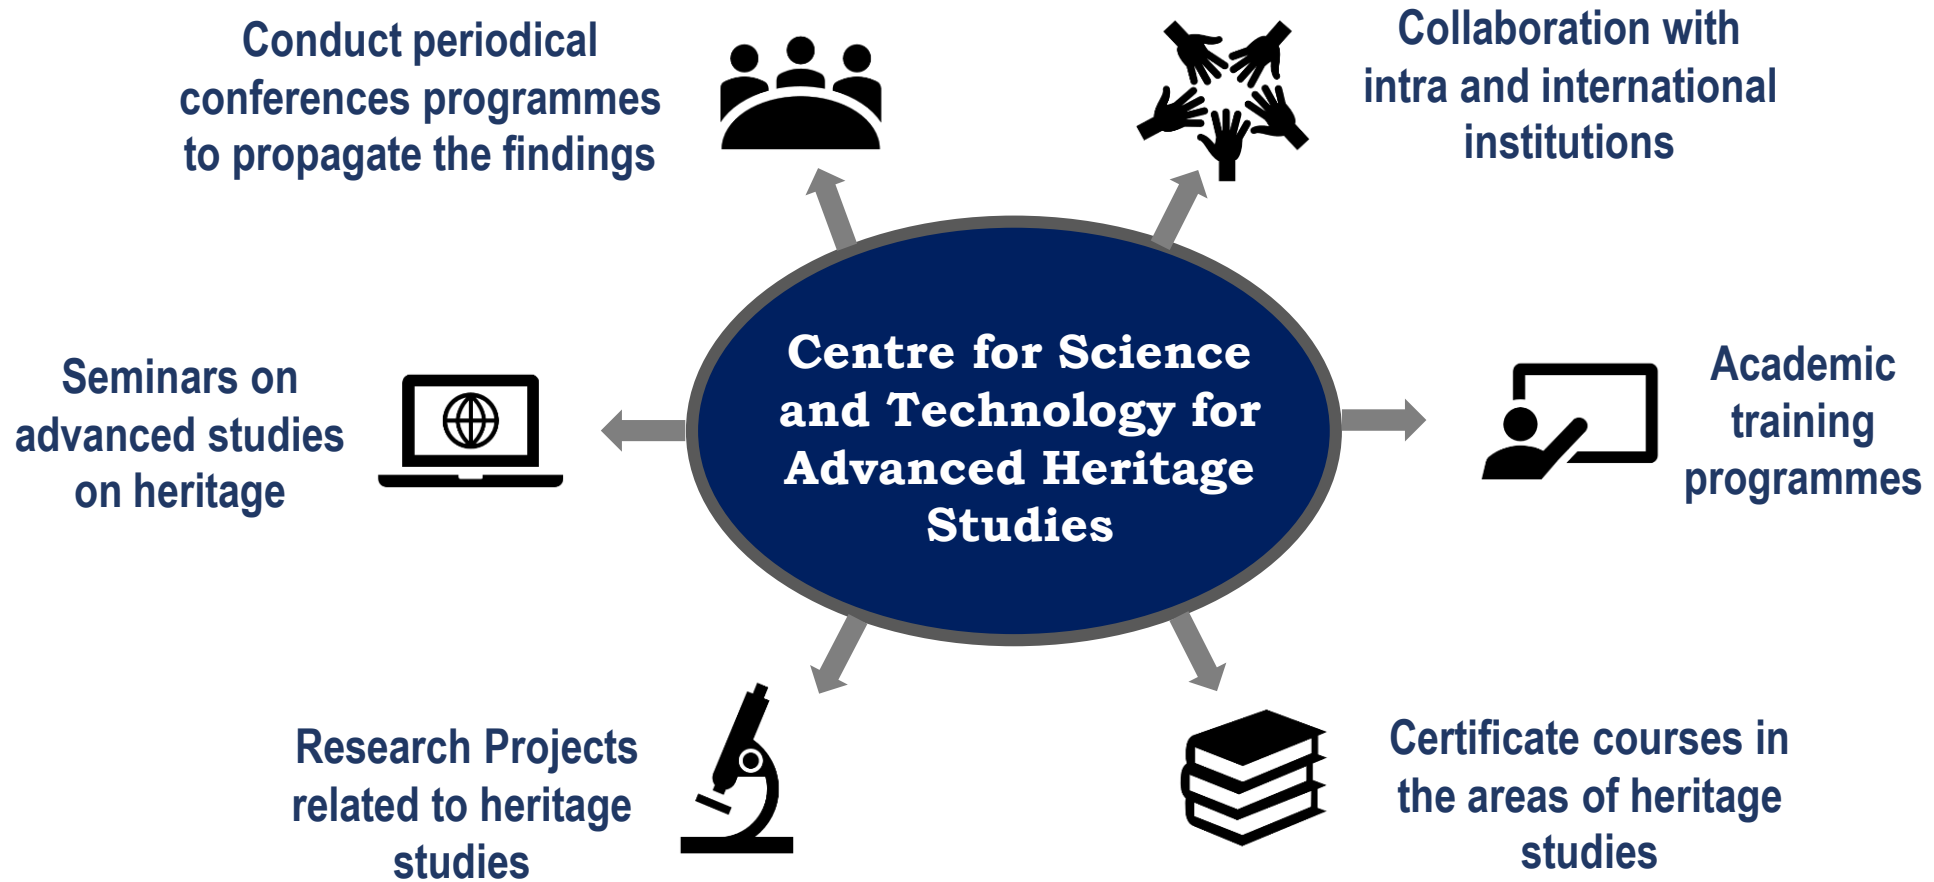 Conduct periodical
conferences programmes
to propagate the findings
Collaboration with
intra and international
institutions
Seminars on
advanced studies
on heritage
Centre for Science
and Technology for
Advanced Heritage
Studies
Academic
training
programmes
Research Projects
related to heritage
studies
Certificate courses in
the areas of heritage
studies